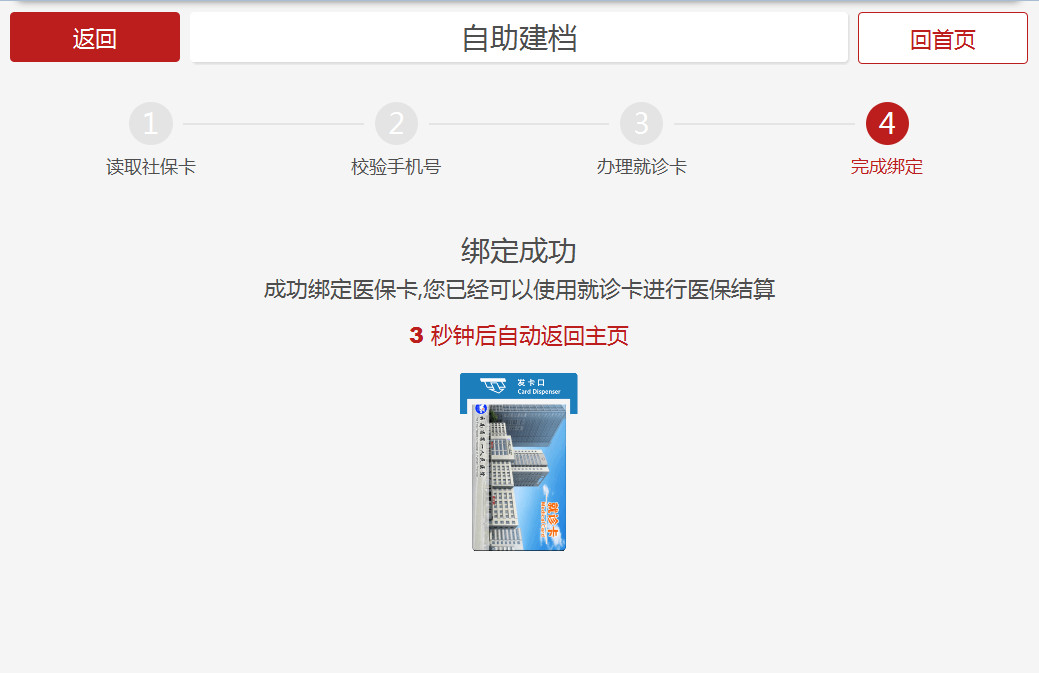 返回
自助建档
回首页
1
2
3
4
读取社保卡
校验手机号
办理就诊卡
完成绑定
绑定成功
成功绑定医保卡,您已经可以使用就诊卡进行医保结算
3 秒钟后自动返回主页
发卡口
Card Dispenser
就诊卡